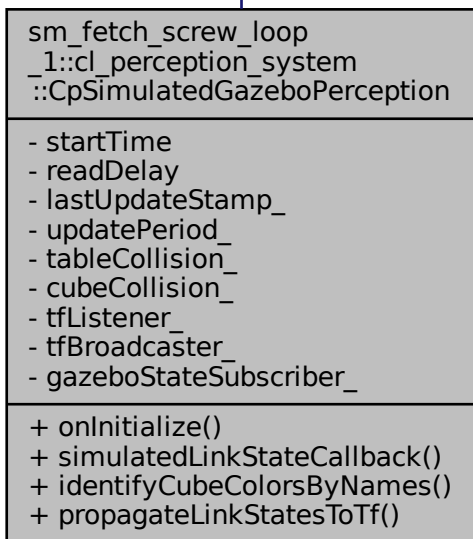 sm_fetch_screw_loop
_1::cl_perception_system
::CpSimulatedGazeboPerception
- startTime
- readDelay
- lastUpdateStamp_
- updatePeriod_
- tableCollision_
- cubeCollision_
- tfListener_
- tfBroadcaster_
- gazeboStateSubscriber_
+ onInitialize()
+ simulatedLinkStateCallback()
+ identifyCubeColorsByNames()
+ propagateLinkStatesToTf()